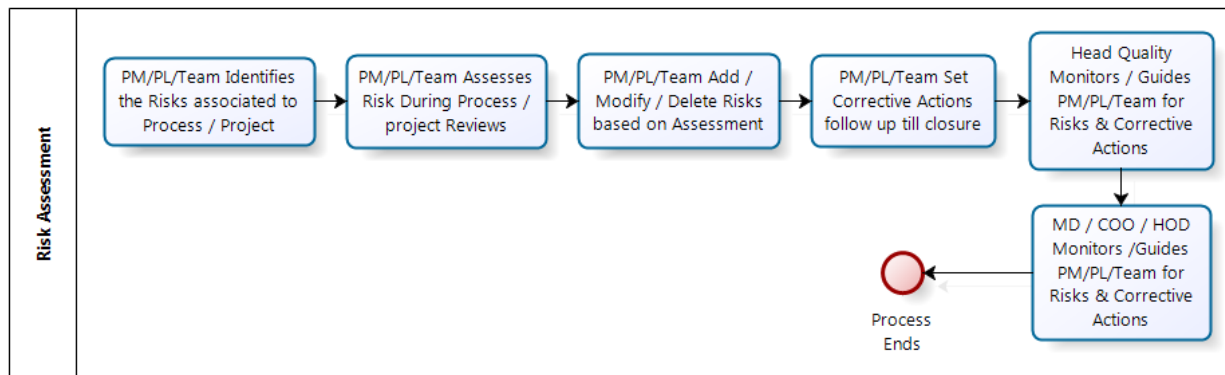 Risk Assessment
PM/PL/Team Identifies
the Risks associated to
Process / Project
PM/PL/Team Assesses
Risk During Process /
project Reviews
PM/PL/Team Add /
Modify / Delete Risks
based on Assessment
PM/PL/Team Set
Corrective Actions
follow up till closure
Head Quality
Monitors / Guides
PM/PL/Team for
Risks & Corrective
Actions
MD / COO / HOD
Monitors /Guides
PM/PL/Team for
Risks & Corrective
Actions
Process
Ends